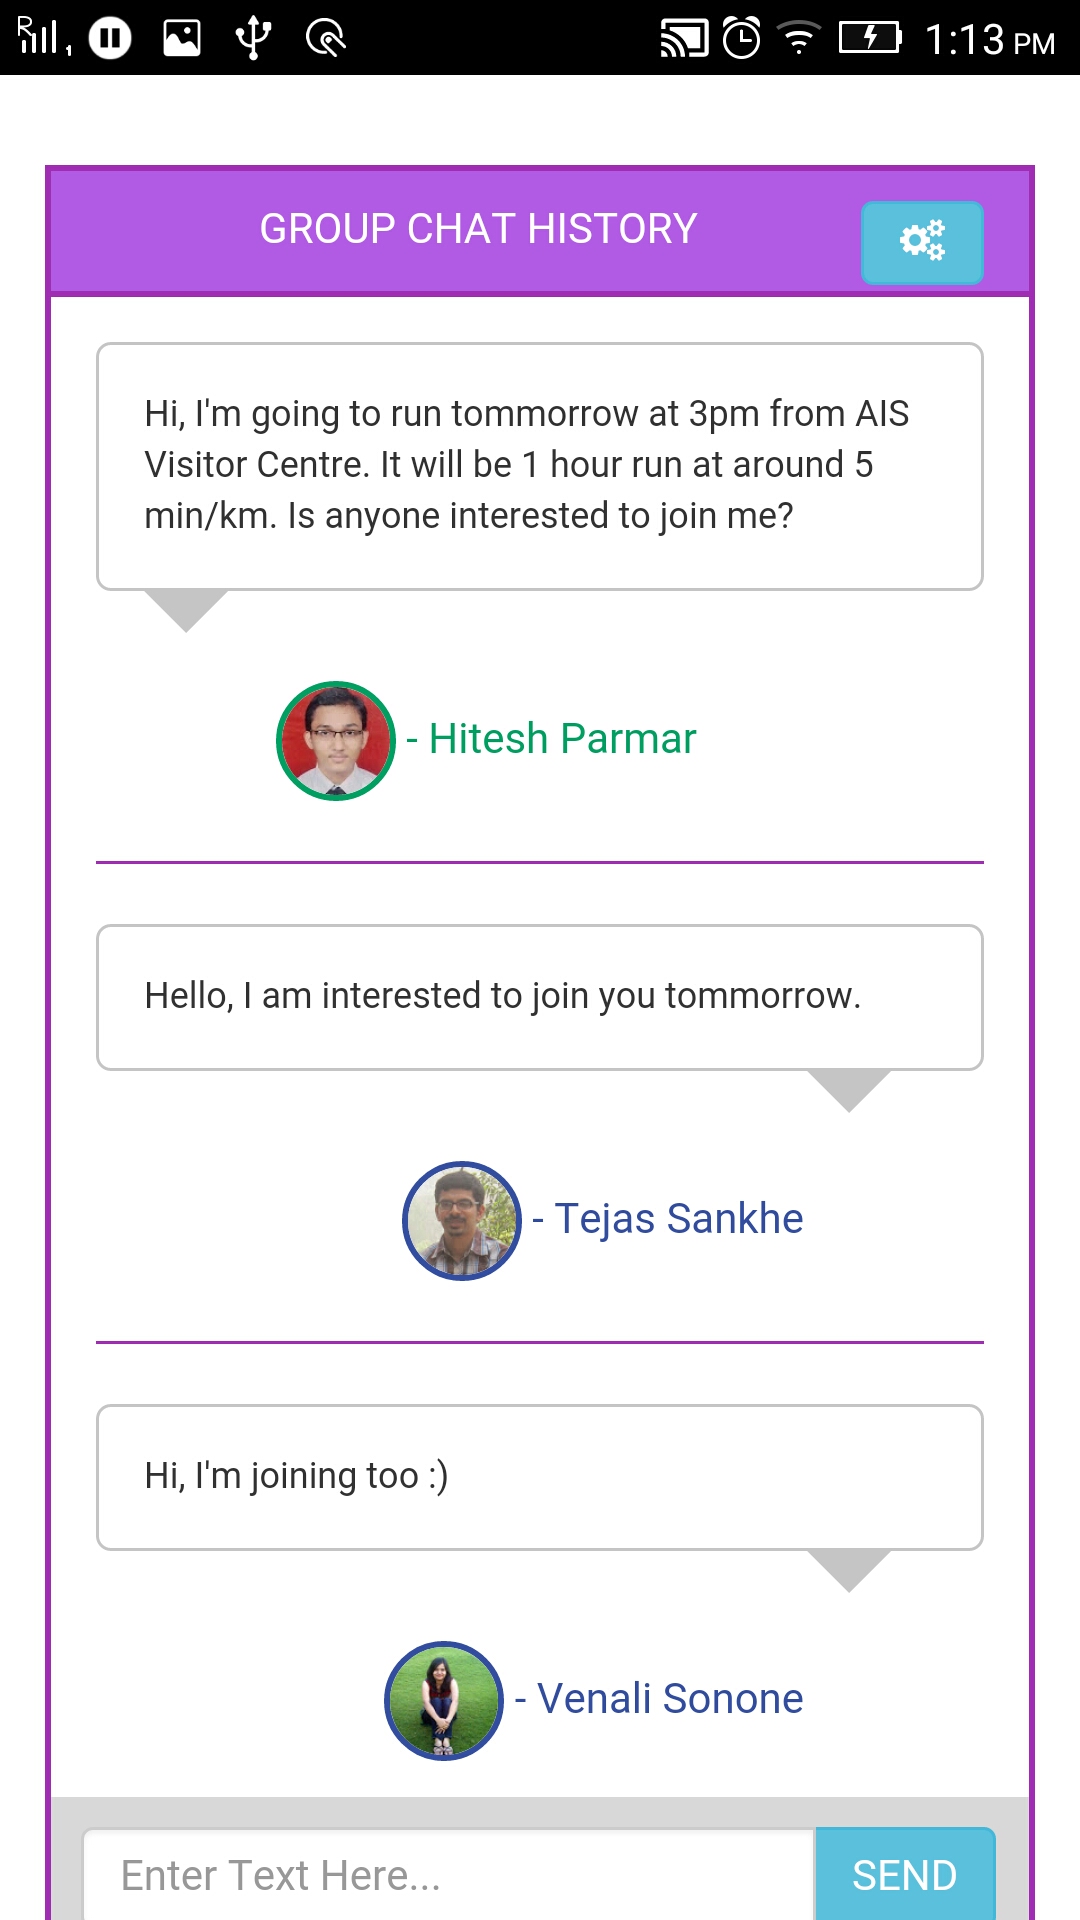 1:13 PM
GROUP CHAT HISTORY
Hi, I'm going to run tommorrow at 3pm from AIS
Visitor Centre. It will be 1 hour run at around 5
min/km. Is anyone interested to join me?
- Hitesh Parmar
Hello, I am interested to join you tommorrow.
- Tejas Sankhe
Hi, I'm joining too :)
- Venali Sonone
Enter Text Here...
SEND